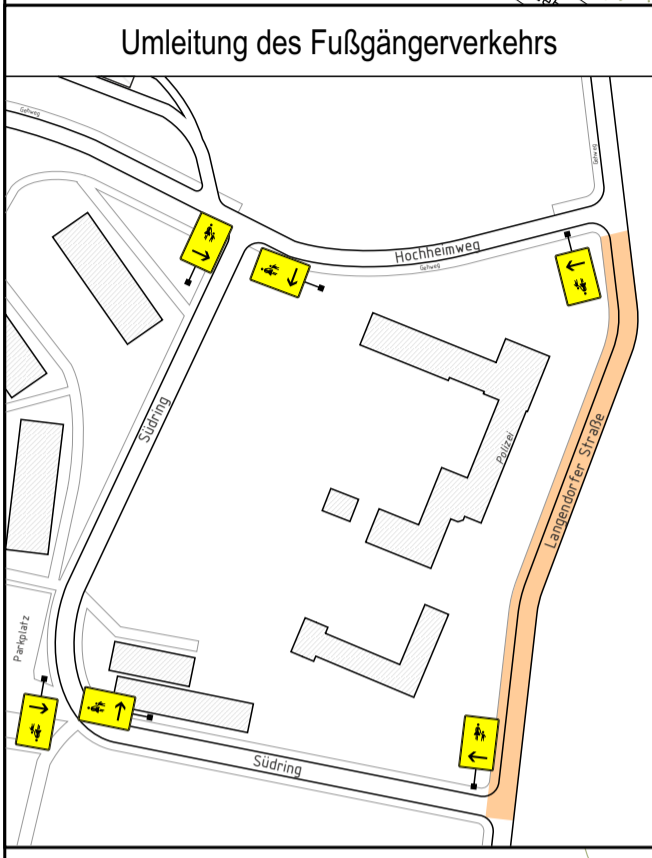 Umleitung des Fußgängerverkehrs
Gehweg
Gehweg
Hochheimweg
Gehweg
Südring
Polizei
Langendorfer Straße
Parkplatz
Südring